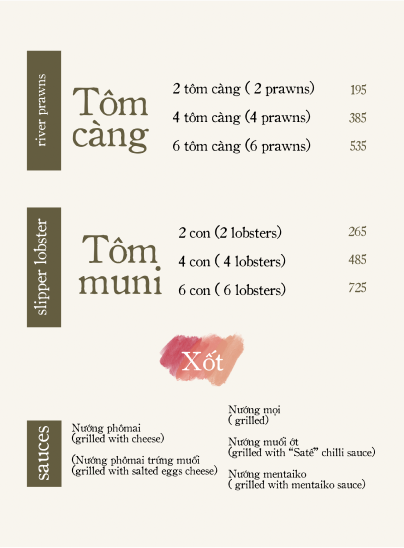 river prawns
Tôm
càng
2 tôm càng ( 2 prawns) 195
4 tôm càng (4 prawns) 385
6 tôm càng (6 prawns) 535
slipper lobster
Tôm
muni
2 con (2 lobsters) 265
4 con ( 4 lobsters) 485
6 con ( 6 lobsters) 725
Xốt
sauces
Nướng phômai
(grilled with cheese)
(Nướng phômai trứng muối
(grilled with salted eggs cheese)
Nướng mọi
( grilled)
Nướng muối ớt
(grilled with “Saté” chilli sauce)
Nướng mentaiko
( grilled with mentaiko sauce)